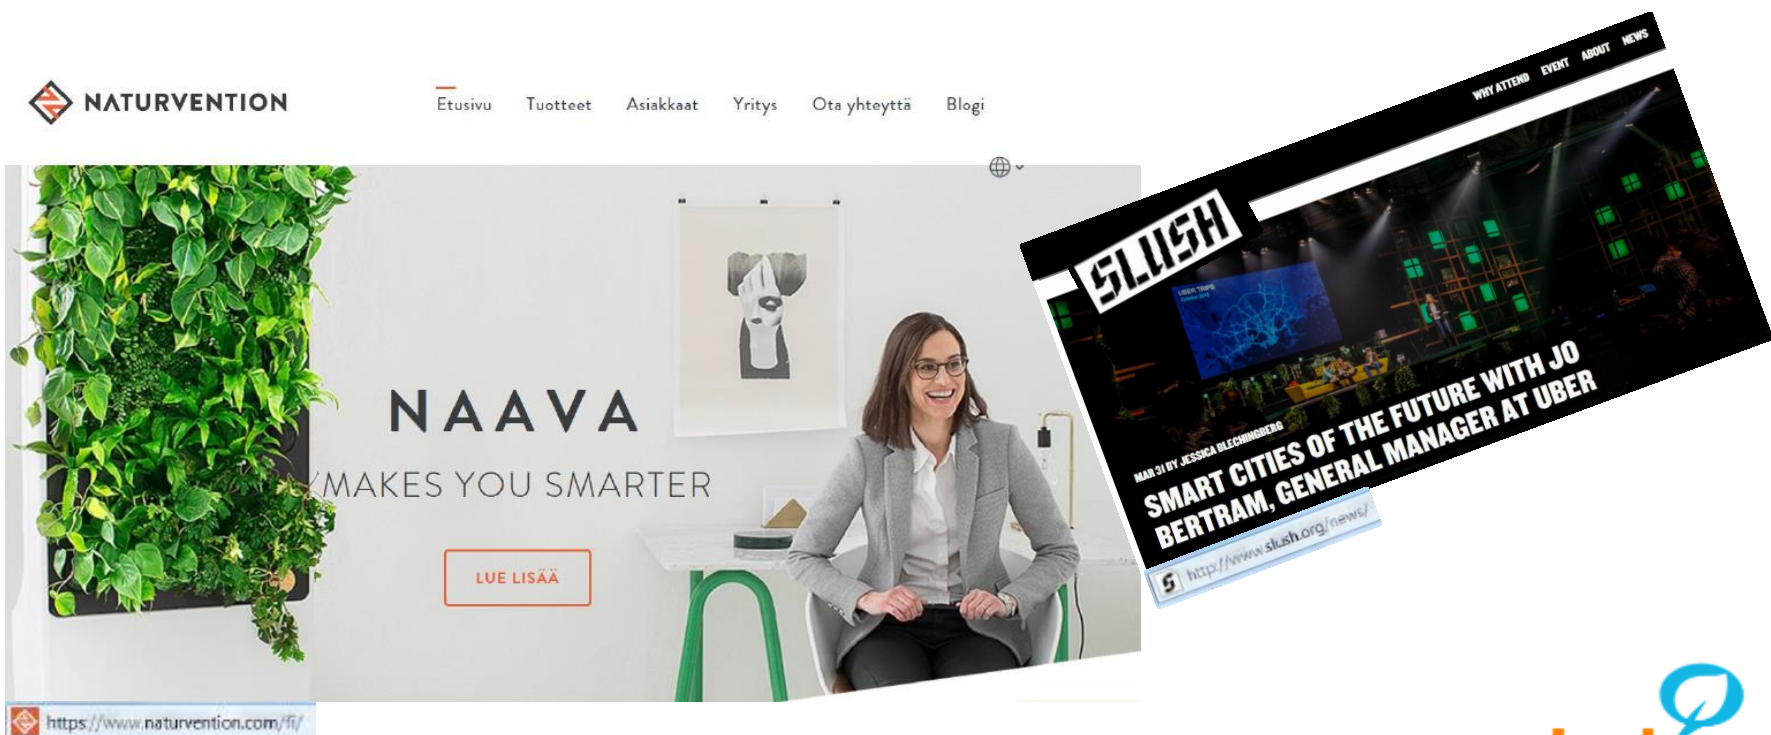 NATURVENTION
Etusivu Tuotteet Asiakkaat Yritys Ota yhteyttä Blogi
NAAVA
/MAKES YOU SMARTER
LUE LISÄÄ
https://www.naturvention.com/fi/
WHY ATTEND EVENT ABOUT NEWS
SLUSH
UBER TRIPS
MAR 31 BY JESSICA BLECHINGBERG
SMART CITIES OF THE FUTURE WITH JO
BERTRAM, GENERAL MANAGER AT UBER
http://www.slush.org/news/